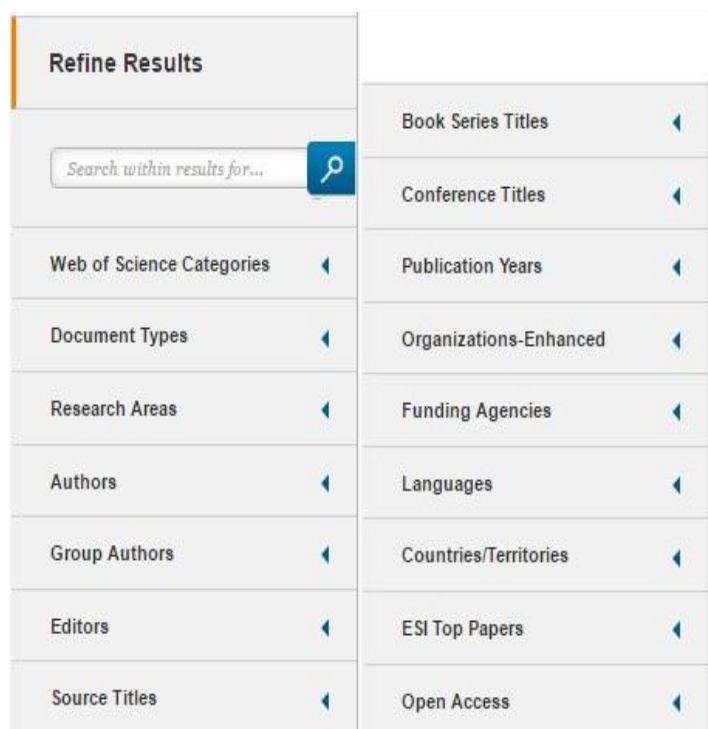 Refine Results
Search within results for...
Web of Science Categories
Document Types
Research Areas
Authors
Group Authors
Editors
Source Titles
Book Series Titles
Conference Titles
Publication Years
Organizations-Enhanced
Funding Agencies
Languages
Countries/Territories
ESI Top Papers
Open Access